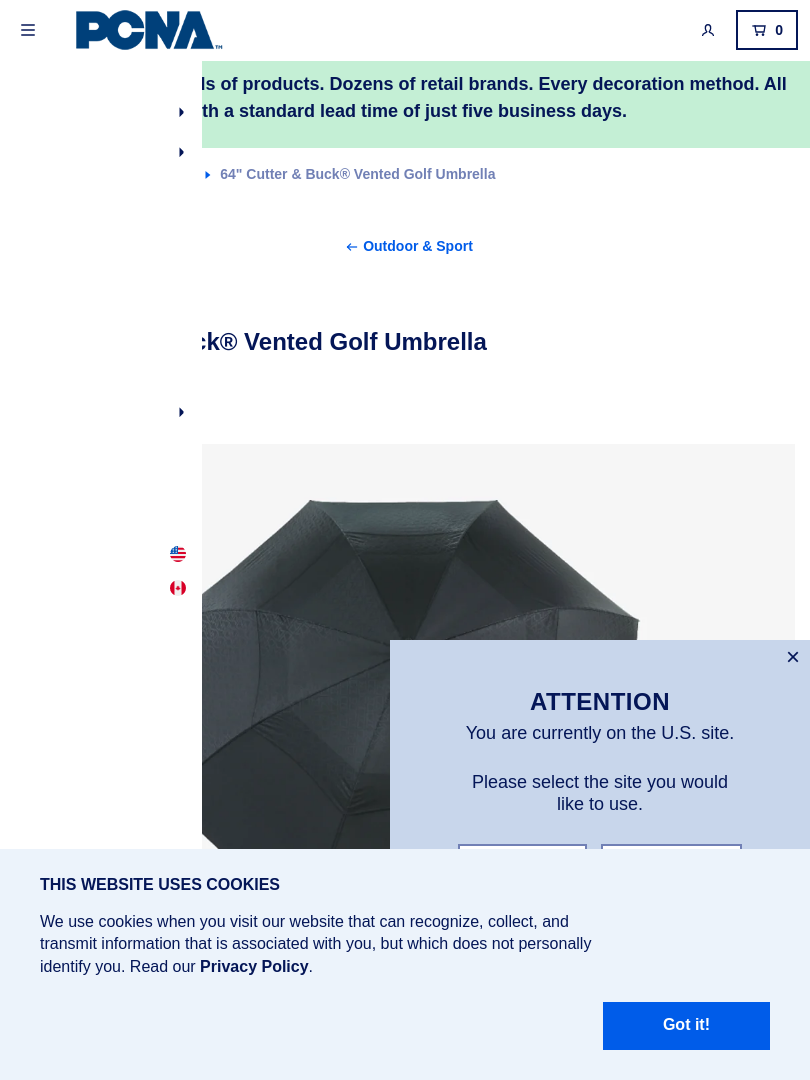 PCNA™
0
of products. Dozens of retail brands. Every decoration method. All
a standard lead time of just five business days.
64" Cutter & Buck® Vented Golf Umbrella
Outdoor & Sport
Vented Golf Umbrella
ATTENTION
You are currently on the U.S. site.
Please select the site you would
like to use.
THIS WEBSITE USES COOKIES
We use cookies when you visit our website that can recognize, collect, and
transmit information that is associated with you, but which does not personally
identify you. Read our Privacy Policy.
Got it!